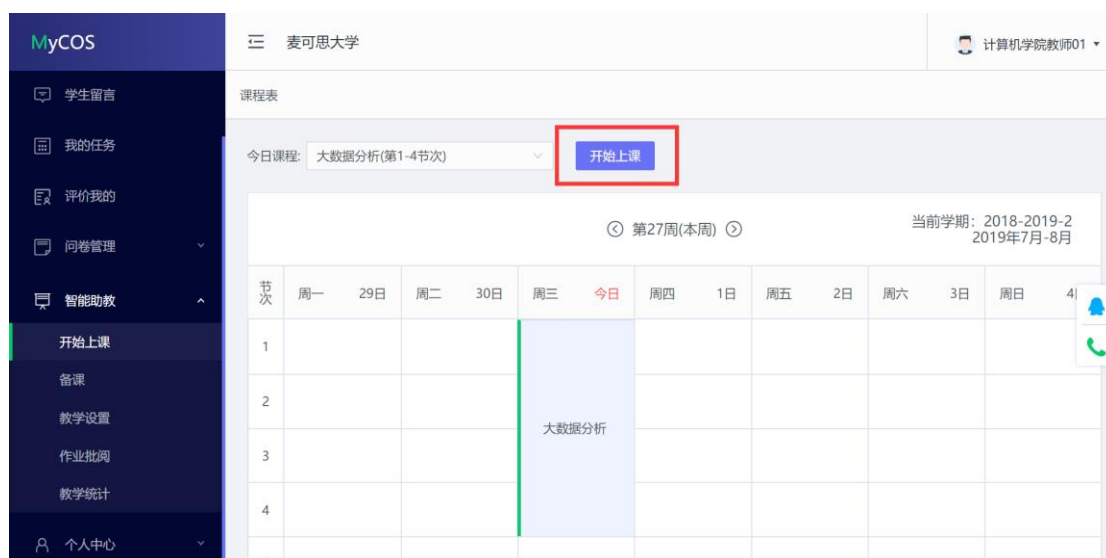 MyCOS
麦可思大学
计算机学院教师01
学生留言
课程表
我的任务
今日课程: 大数据分析(第1-4节次)
开始上课
评价我的
第27周(本周)
当前学期：2018-2019-2
2019年7月-8月
问卷管理
节次 周一 29日 周二 30日 周三 今日 周四 1日 周五 2日 周六 3日 周日
智能助教
开始上课
1
备课
2
教学设置
大数据分析
作业批阅
3
教学统计
4
个人中心